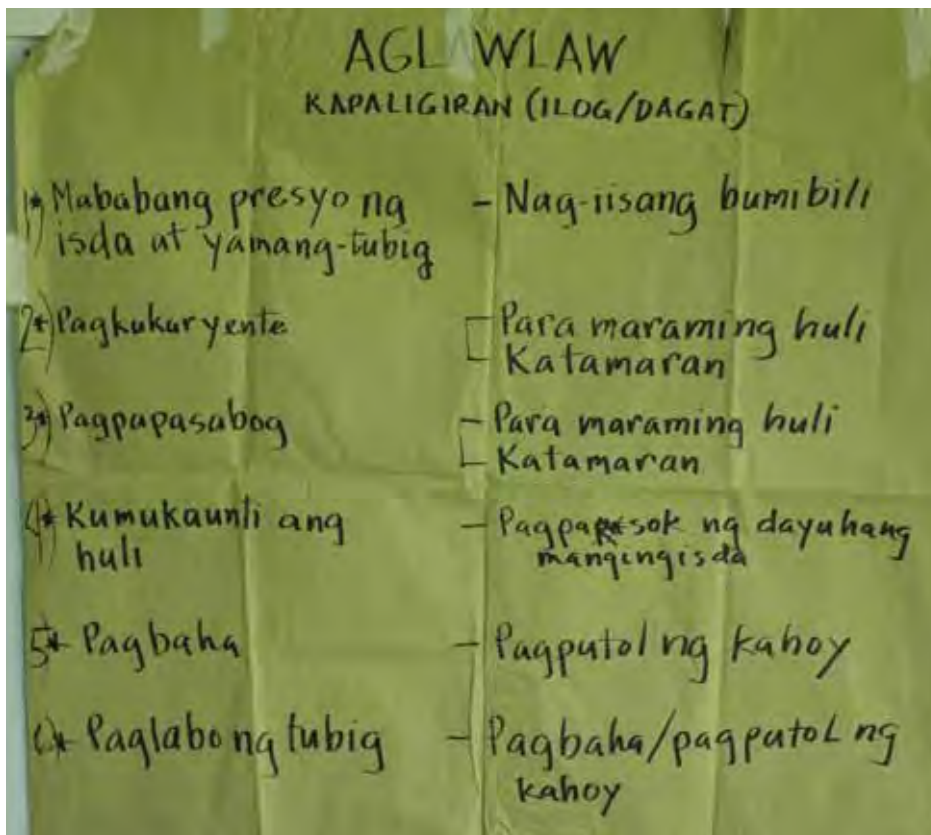 AGLAWLAW
KAPALIGIRAN (ILOG/DAGAT)
1* Mababang presyo ng - Nag-iisang bumibili
isda at yamang-tubig
2*) Pagkukuryente Para maraming huli
Katamaran
3*) Pagpapasabog - Para maraming huli
- Katamaran
4* Kumukaunti ang - Pagpapasok ng dayuhang
huli mangingisda
5* Pagbaha - Pagputol ng kahoy
6* Paglabo ng tubig - Pagbaha/pagputol ng
kahoy